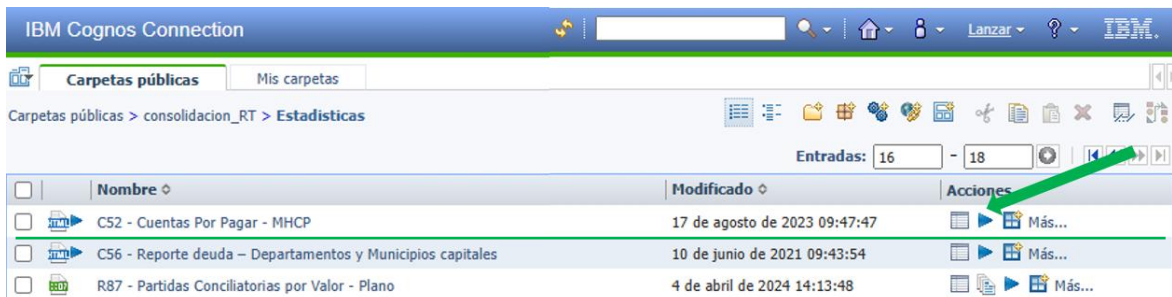 IBM Cognos Connection
Lanzar
IBM.
Carpetas públicas
Mis carpetas
Carpetas públicas > consolidacion_RT > Estadisticas
Entradas: 16 - 18
Nombre Modificado Acciones
HTML C52 - Cuentas Por Pagar - MHCP 17 de agosto de 2023 09:47:47 Más...
HTML C56 - Reporte deuda – Departamentos y Municipios capitales 10 de junio de 2021 09:43:54 Más...
R87 - Partidas Conciliatorias por Valor - Plano 4 de abril de 2024 14:13:48 Más...